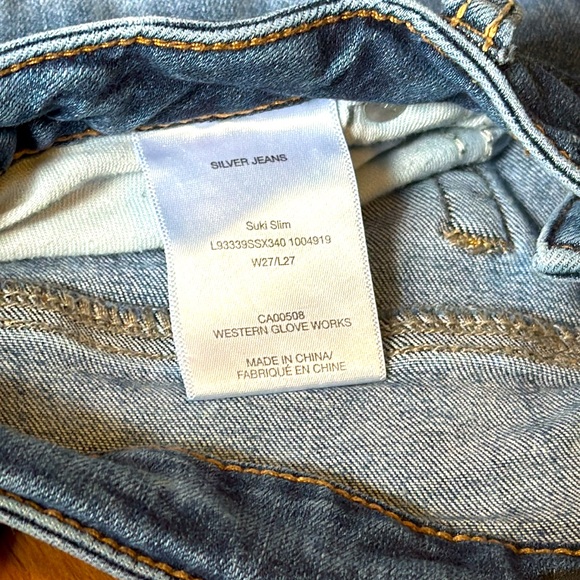 SILVER JEANS
Suki Slim
L93339SSX340 1004919
W27/L27
CA00508
WESTERN GLOVE WORKS
MADE IN CHINA/
FABRIQUÉ EN CHINE